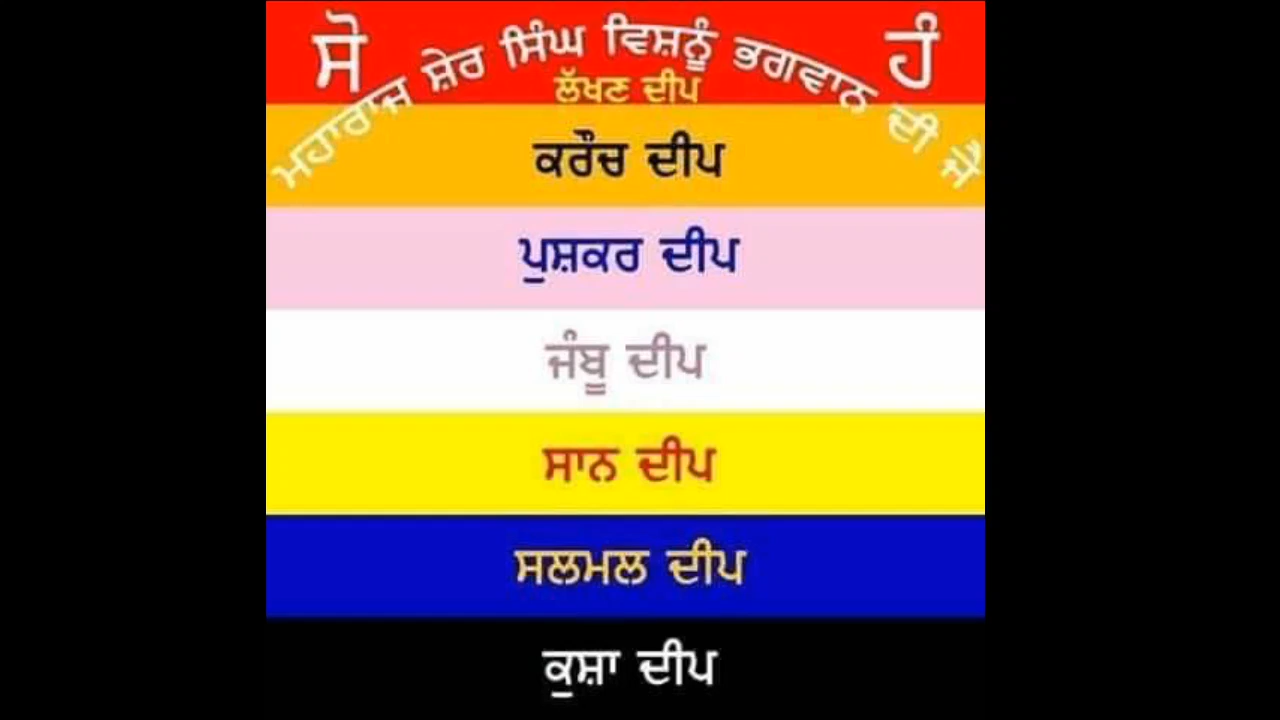 ਸੋ ਹੰ
ਮਹਾਰਾਜ ਸ਼ੇਰ ਸਿੰਘ ਵਿਸ਼ਨੂੰ ਭਗਵਾਨ ਦੀ ਜੈ
ਲੱਖਣ ਦੀਪ
ਕਰੌਚ ਦੀਪ
ਪੁਸ਼ਕਰ ਦੀਪ
ਜੰਬੂ ਦੀਪ
ਸਾਨ ਦੀਪ
ਸਲਮਲ ਦੀਪ
ਕੁਸ਼ਾ ਦੀਪ